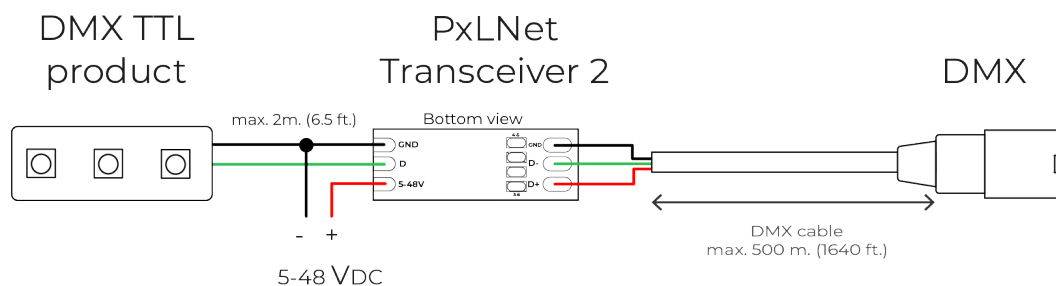 DMX TTL
product
PxLNet
Transceiver 2
DMX
max. 2m. (6.5 ft.)
Bottom view
GND
D
5-48V
GND
D-
D+
- +
5-48 VDC
DMX cable
max. 500 m. (1640 ft.)